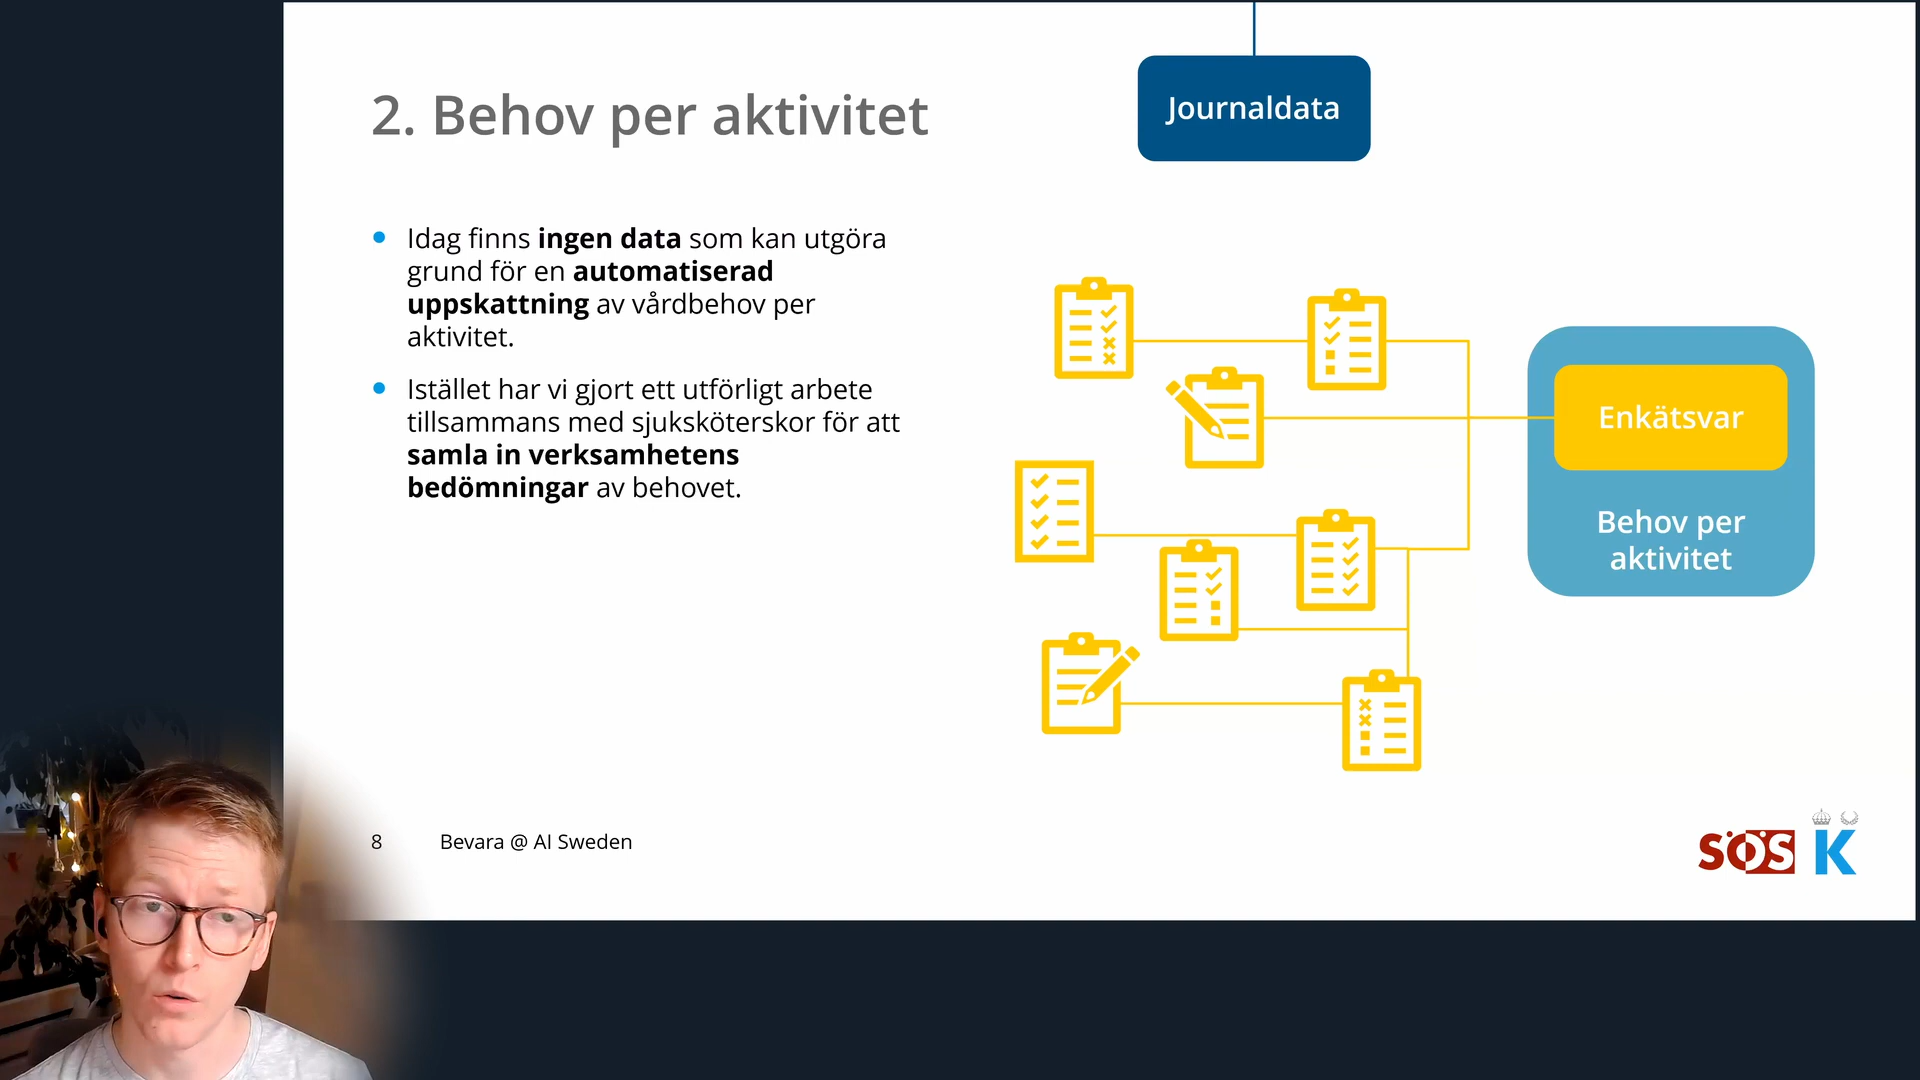 2. Behov per aktivitet
Journaldata
Idag finns ingen data som kan utgöra
grund för en automatiserad
uppskattning av vårdbehov per
aktivitet.
Istället har vi gjort ett utförligt arbete
tillsammans med sjuksköterskor för att
samla in verksamhetens
bedömningar av behovet.
Enkätsvar
Behov per
aktivitet
8
Bevara @ AI Sweden
SÖS K